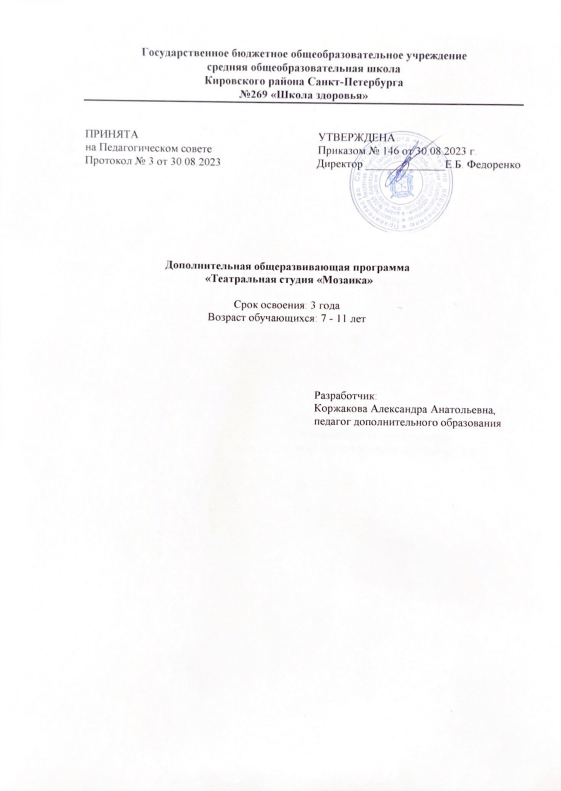 Государственное бюджетное общеобразовательное учреждение
средняя общеобразовательная школа
Кировского района Санкт-Петербурга
№269 «Школа здоровья»
ПРИНЯТА
на Педагогическом совете
Протокол № 3 от 30.08.2023
УТВЕРЖДЕНА
Приказом № 146 от 30.08.2023 г.
Директор ______________ Е.Б. Федоренко
Дополнительная общеразвивающая программа
«Театральная студия «Мозаика»
Срок освоения: 3 года
Возраст обучающихся: 7 - 11 лет
Разработчик:
Коржакова Александра Анатольевна,
педагог дополнительного образования